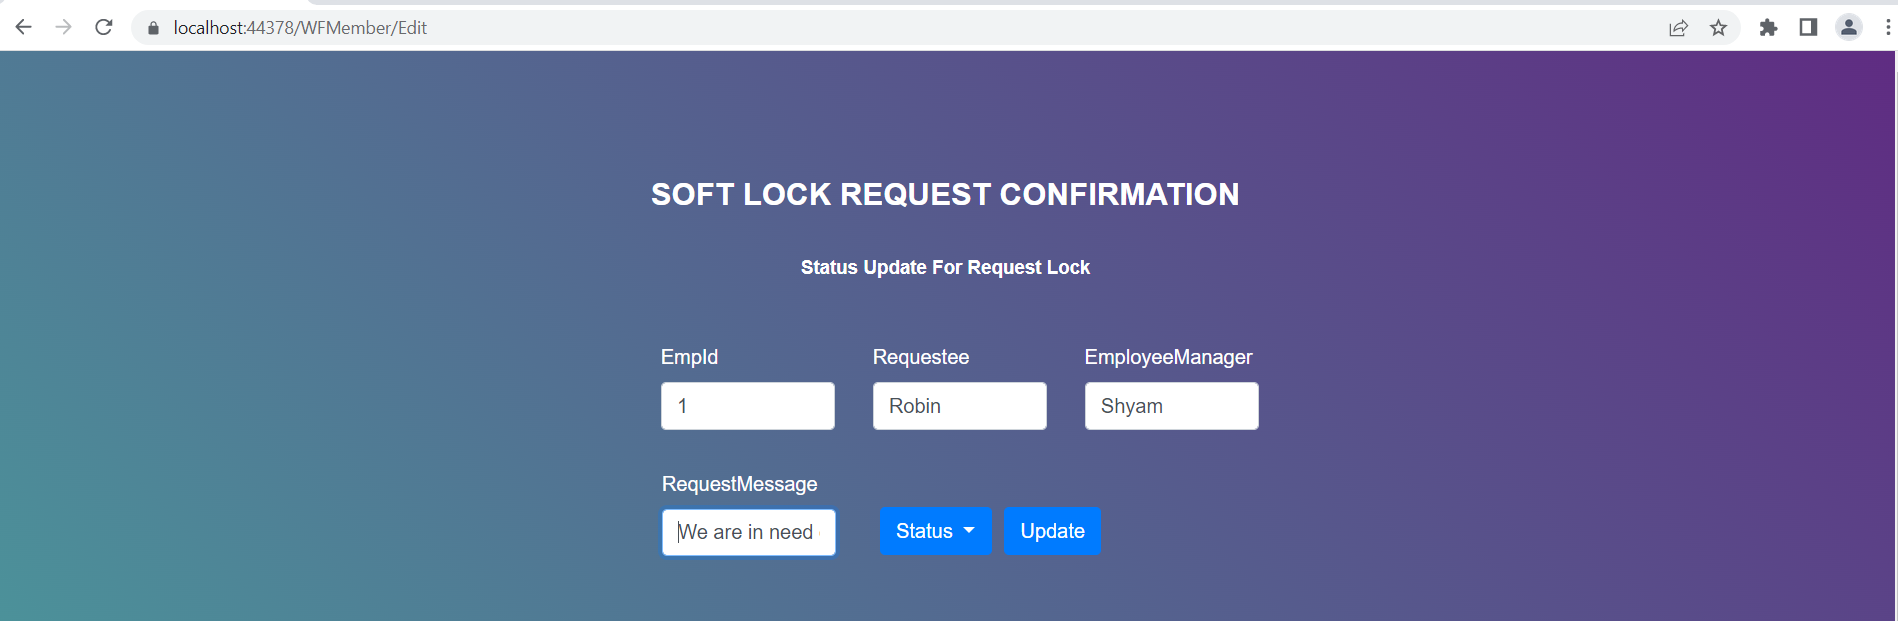 localhost:44378/WFMember/Edit
SOFT LOCK REQUEST CONFIRMATION
Status Update For Request Lock
EmpId Requestee EmployeeManager
1 Robin Shyam
RequestMessage
We are in need Status Update